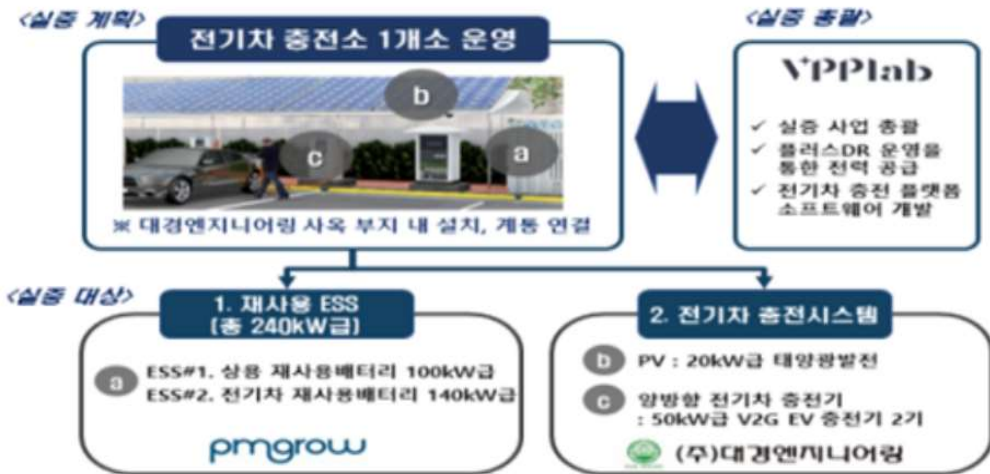 <실증 계획>
전기차 충전소 1개소 운영
b
c
a
※ 대경엔지니어링 사옥 부지 내 설치, 계통 연결
<실증 총괄>
VPPlab
✓ 실증 사업 총괄
✓ 플러스DR 운영을
통한 전력 공급
✓ 전기차 충전 플랫폼
소프트웨어 개발
<실증 대상>
1. 재사용 ESS
(총 240kW급)
a
ESS#1. 상용 재사용배터리 100kW급
ESS#2. 전기차 재사용배터리 140kW급
pmgrow
2. 전기차 충전시스템
b PV : 20kW급 태양광발전
c 양방향 전기차 충전기
: 50kW급 V2G EV 충전기 2기
(주)대경엔지니어링